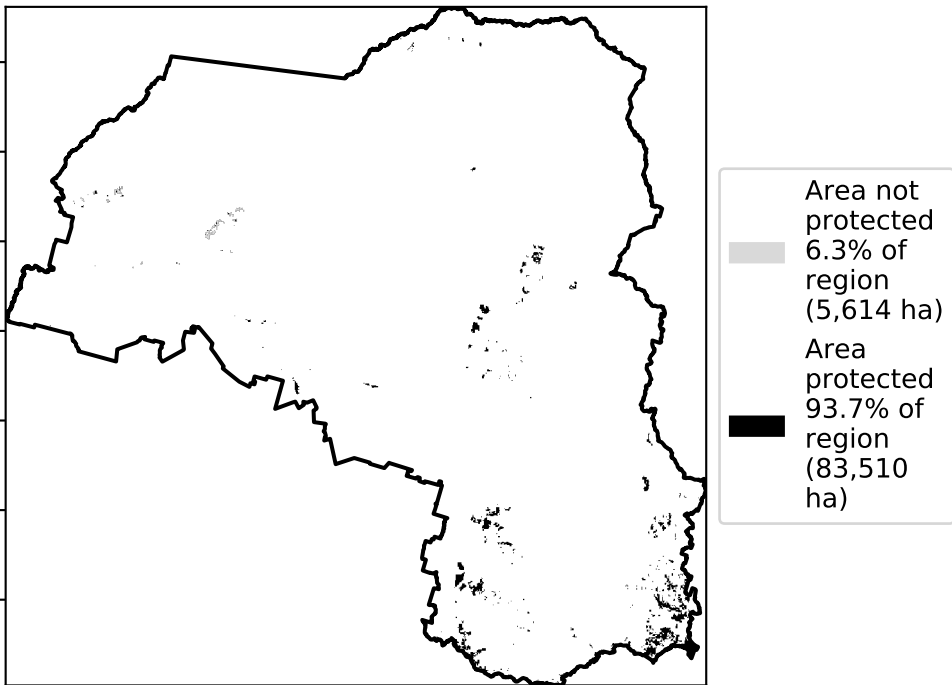 Area not
protected
6.3% of
region
(5,614 ha)
Area
protected
93.7% of
region
(83,510
ha)